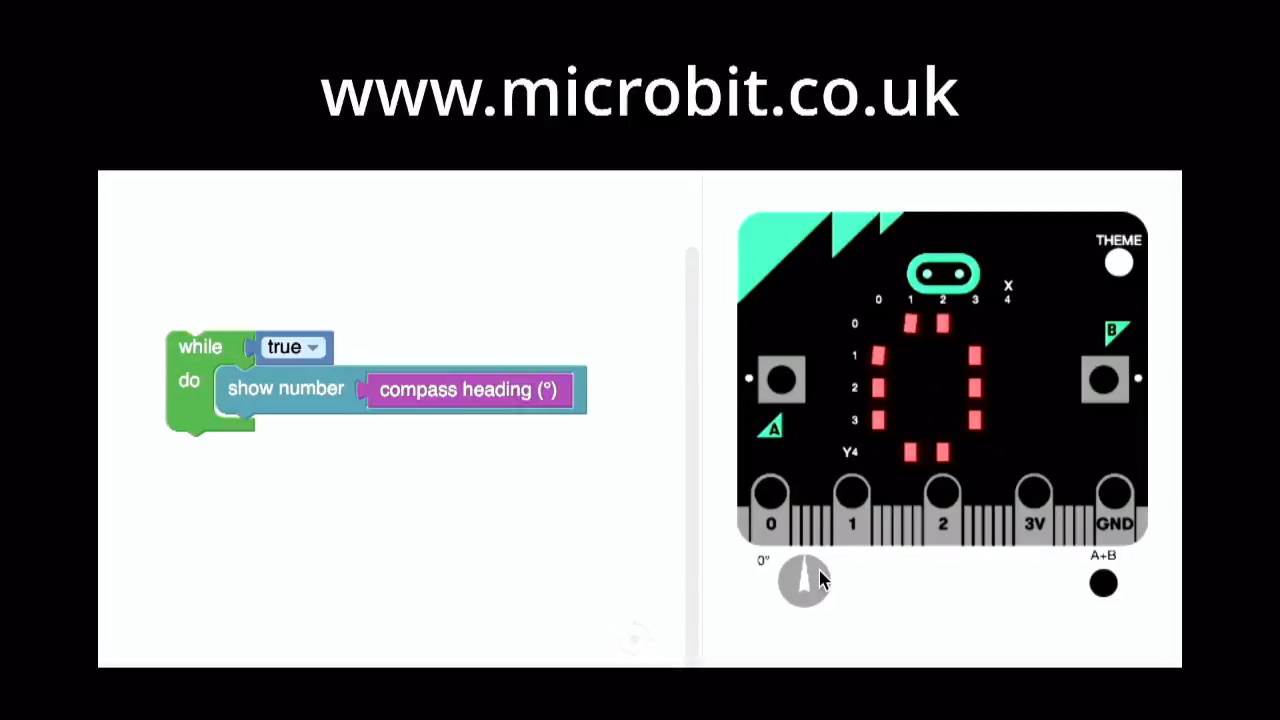 www.microbit.co.uk
while true
do show number compass heading (°)
THEME
X
0 1 2 3 4
0
B
1
2
3
A
Y4
0 1 2 3V GND
0° A+B